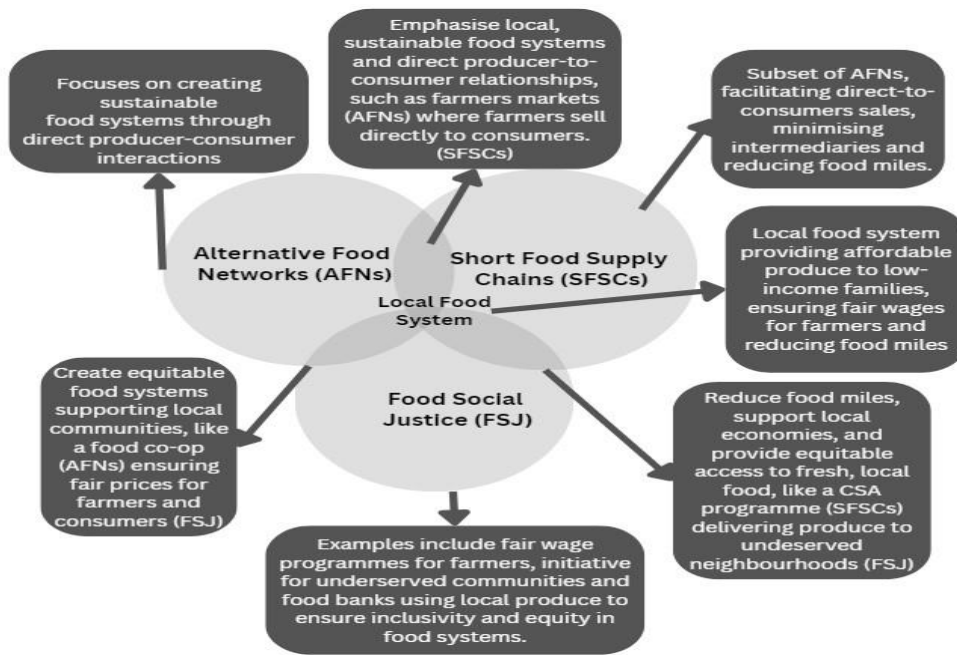 Focuses on creating
sustainable
food systems through
direct producer-consumer
interactions
Emphasise local,
sustainable food systems
and direct producer-to-
consumer relationships,
such as farmers markets
(AFNs) where farmers sell
directly to consumers.
(SFSCs)
Subset of AFNs,
facilitating direct-to-
consumers sales,
minimising
intermediaries and
reducing food miles.
Alternative Food
Networks (AFNs)
Short Food Supply
Chains (SFSCs)
Local Food
System
Local food system
providing affordable
produce to low-
income families,
ensuring fair wages
for farmers and
reducing food miles
Food Social
Justice (FSJ)
Create equitable
food systems
supporting local
communities, like
a food co-op
(AFNs) ensuring
fair prices for
farmers and
consumers (FSJ)
Reduce food miles,
support local
economies, and
provide equitable
access to fresh, local
food, like a CSA
programme (SFSCs)
delivering produce to
undeserved
neighbourhoods (FSJ)
Examples include fair wage
programmes for farmers, initiative
for underserved communities and
food banks using local produce to
ensure inclusivity and equity in
food systems.